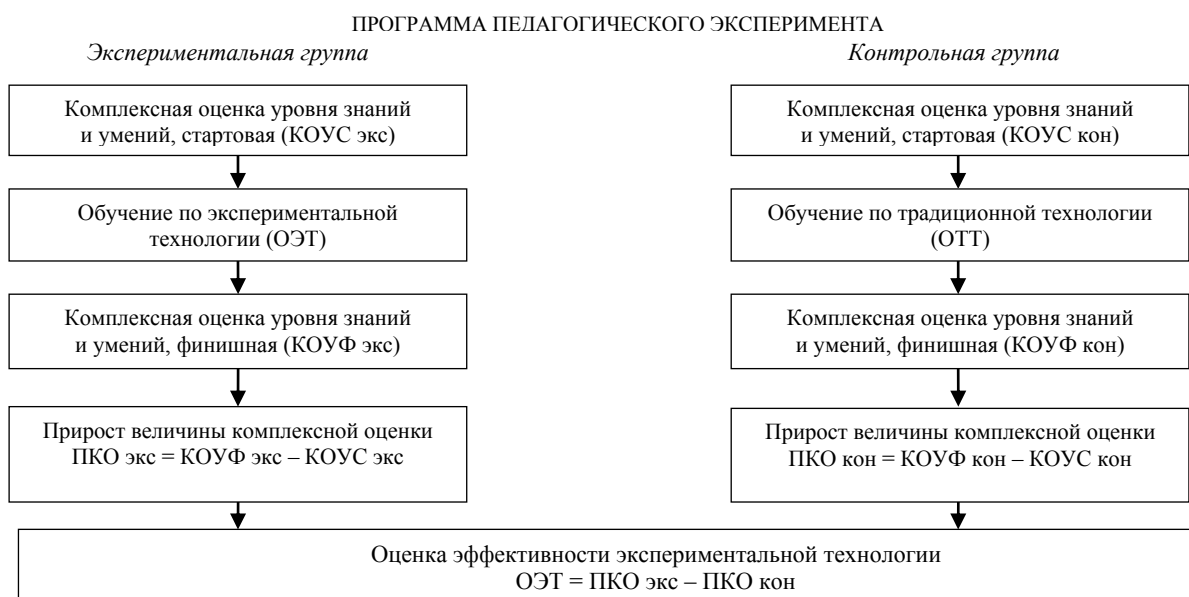 ПРОГРАММА ПЕДАГОГИЧЕСКОГО ЭКСПЕРИМЕНТА
Экспериментальная группа
Контрольная группа
Комплексная оценка уровня знаний
и умений, стартовая (КОУС экс)
Комплексная оценка уровня знаний
и умений, стартовая (КОУС кон)
Обучение по экспериментальной
технологии (ОЭТ)
Обучение по традиционной технологии
(ОТТ)
Комплексная оценка уровня знаний
и умений, финишная (КОУФ экс)
Комплексная оценка уровня знаний
и умений, финишная (КОУФ кон)
Прирост величины комплексной оценки
ПКО экс = КОУФ экс – КОУС экс
Прирост величины комплексной оценки
ПКО кон = КОУФ кон – КОУС кон
Оценка эффективности экспериментальной технологии
ОЭТ = ПКО экс – ПКО кон